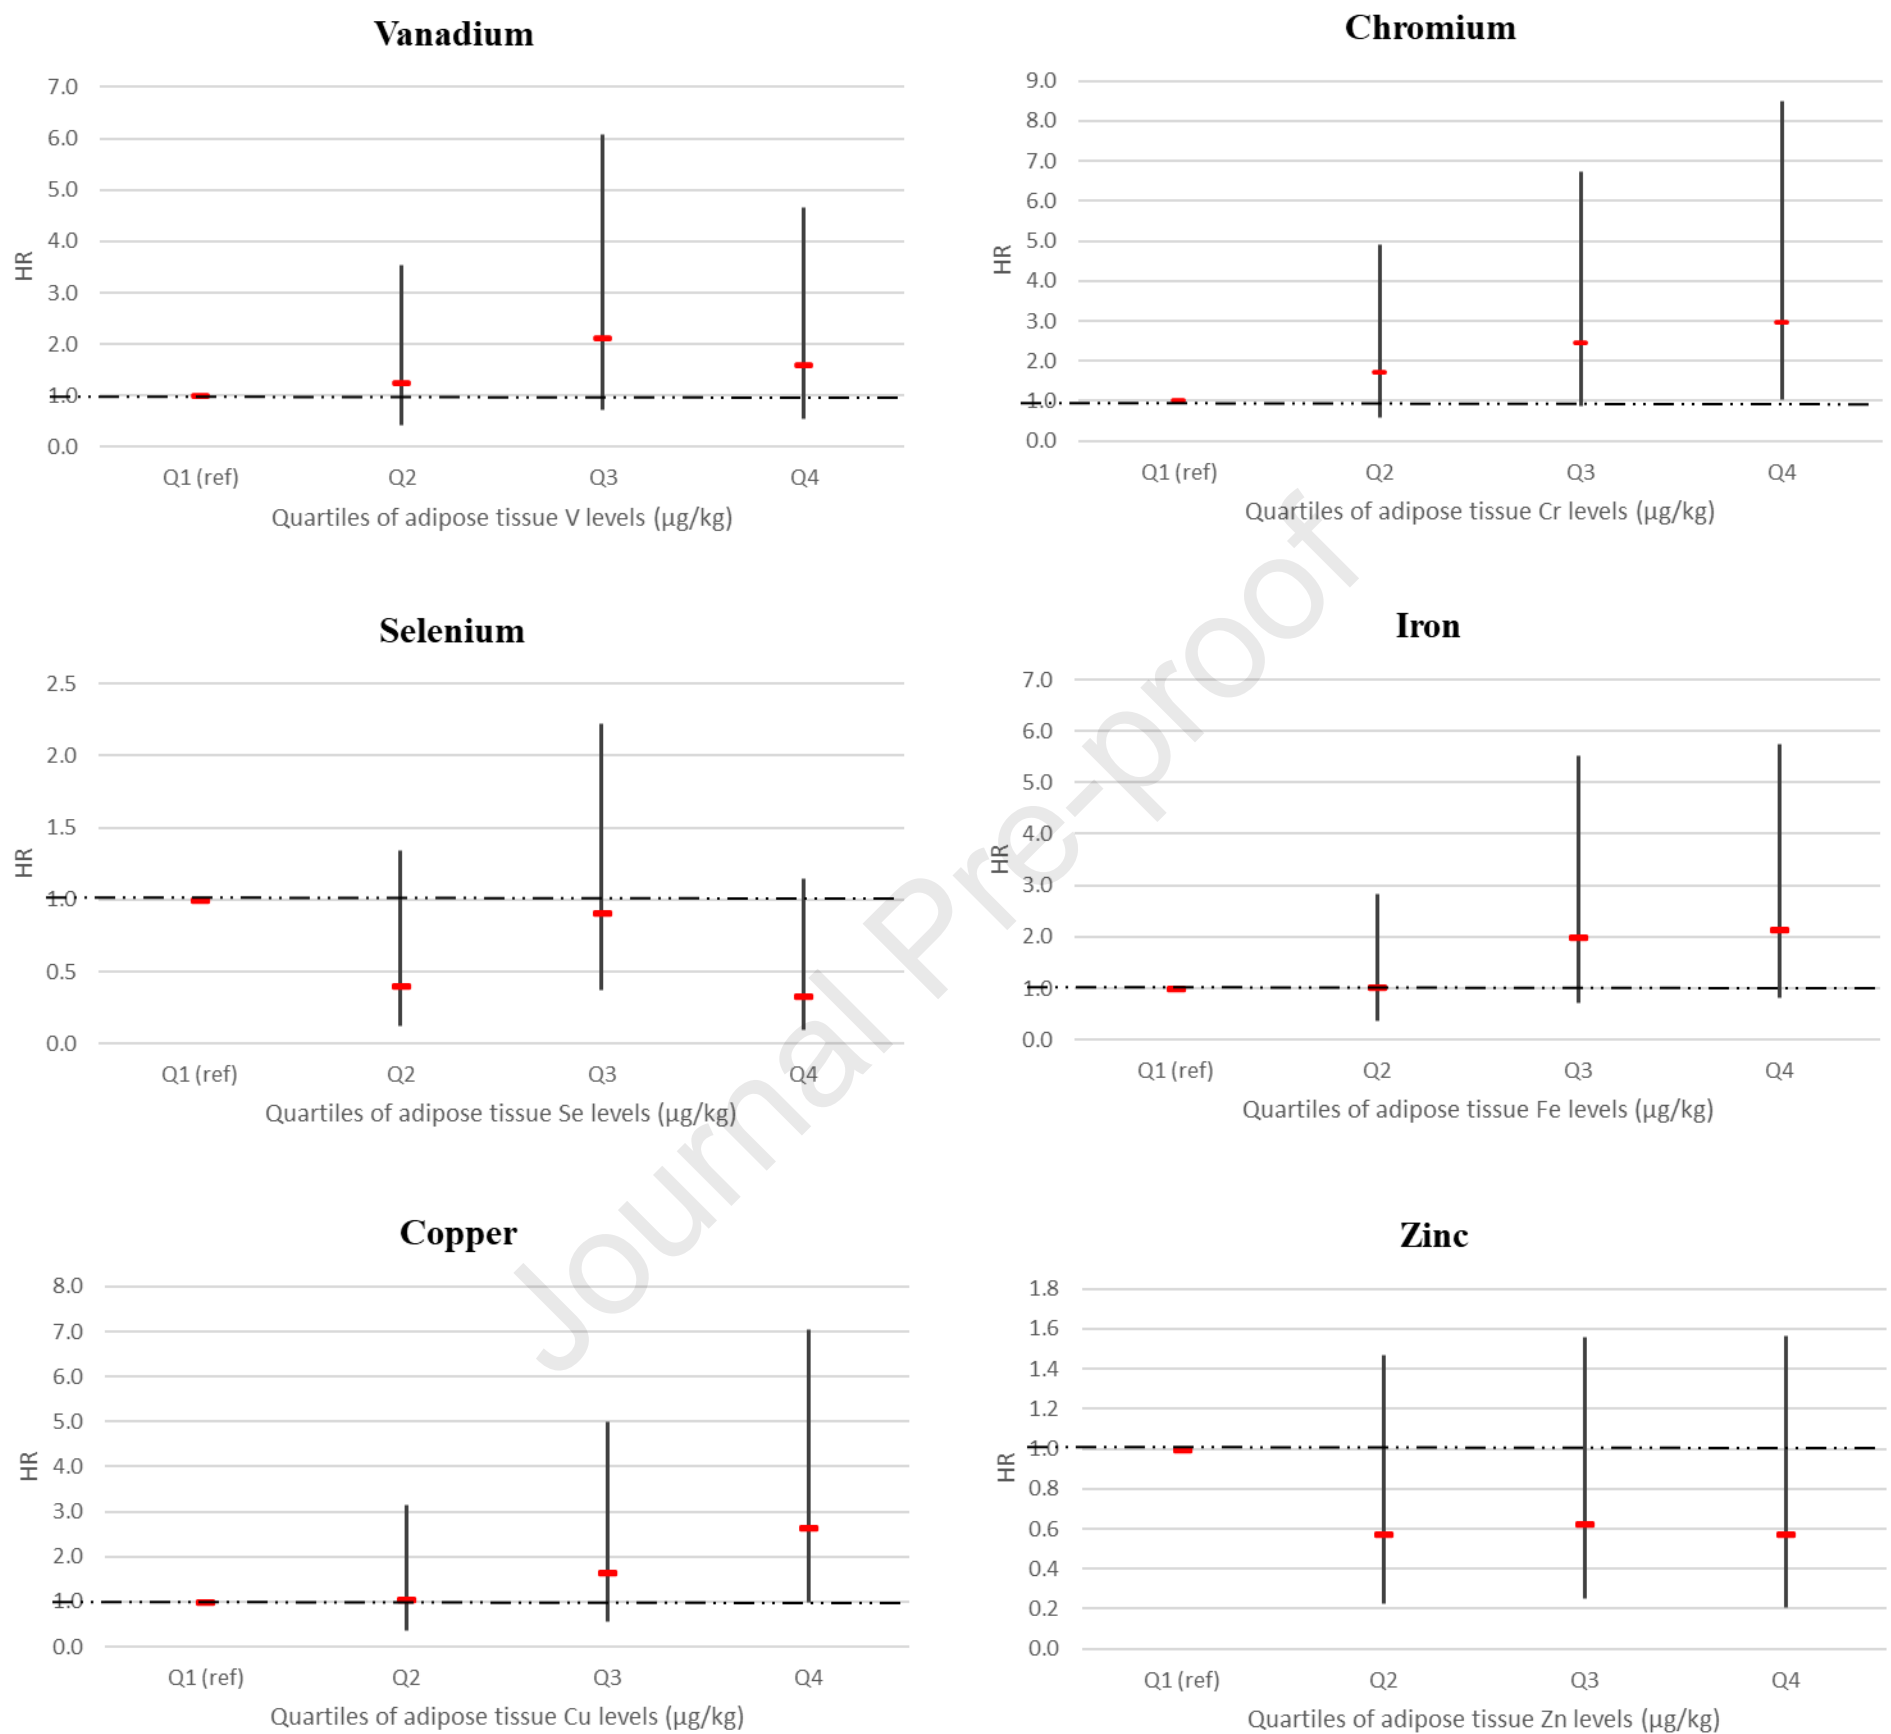 Vanadium
7.0
6.0
5.0
4.0
3.0
2.0
1.0
0.0
HR
Q1 (ref) Q2 Q3 Q4
Quartiles of adipose tissue V levels (µg/kg)
Chromium
9.0
8.0
7.0
6.0
5.0
4.0
3.0
2.0
1.0
0.0
HR
Q1 (ref) Q2 Q3 Q4
Quartiles of adipose tissue Cr levels (µg/kg)
Selenium
2.5
2.0
1.5
1.0
0.5
0.0
HR
Q1 (ref) Q2 Q3 Q4
Quartiles of adipose tissue Se levels (µg/kg)
Iron
7.0
6.0
5.0
4.0
3.0
2.0
1.0
0.0
HR
Q1 (ref) Q2 Q3 Q4
Quartiles of adipose tissue Fe levels (µg/kg)
Copper
8.0
7.0
6.0
5.0
4.0
3.0
2.0
1.0
0.0
HR
Q1 (ref) Q2 Q3 Q4
Quartiles of adipose tissue Cu levels (µg/kg)
Zinc
1.8
1.6
1.4
1.2
1.0
0.8
0.6
0.4
0.2
0.0
HR
Q1 (ref) Q2 Q3 Q4
Quartiles of adipose tissue Zn levels (µg/kg)
Journal Pre-proof